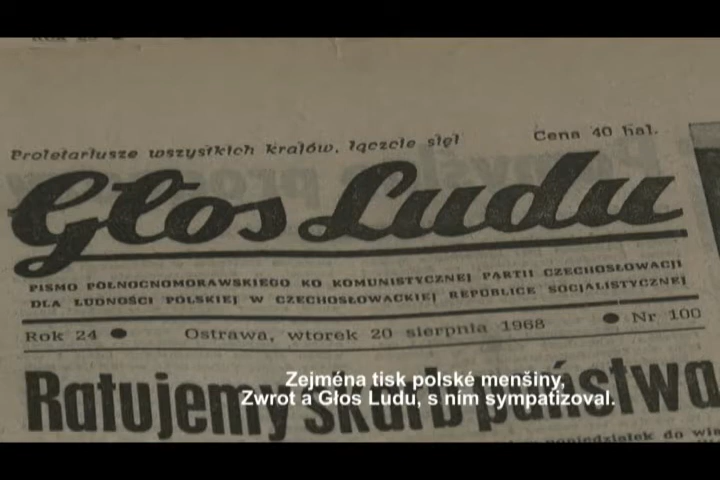 Proletariusze wszystkich krajów, łączcie się!
Cena 40 hal.
Głos Ludu
PISMO PÓŁNOCNOMORAWSKIEGO KO KOMUNISTYCZNEJ PARTII CZECHOSŁOWACJI
DLA LUDNOŚCI POLSKIEJ W CZECHOSŁOWACKIEJ REPUBLICE SOCJALISTYCZNEJ
Rok 24 ● Ostrawa, wtorek 20 sierpnia 1968 ● Nr 100
Ratujemy skarb państwa
Zejména tisk polské menšiny,
Zwrot a Głos Ludu, s ním sympatizoval.
poniedziałek do